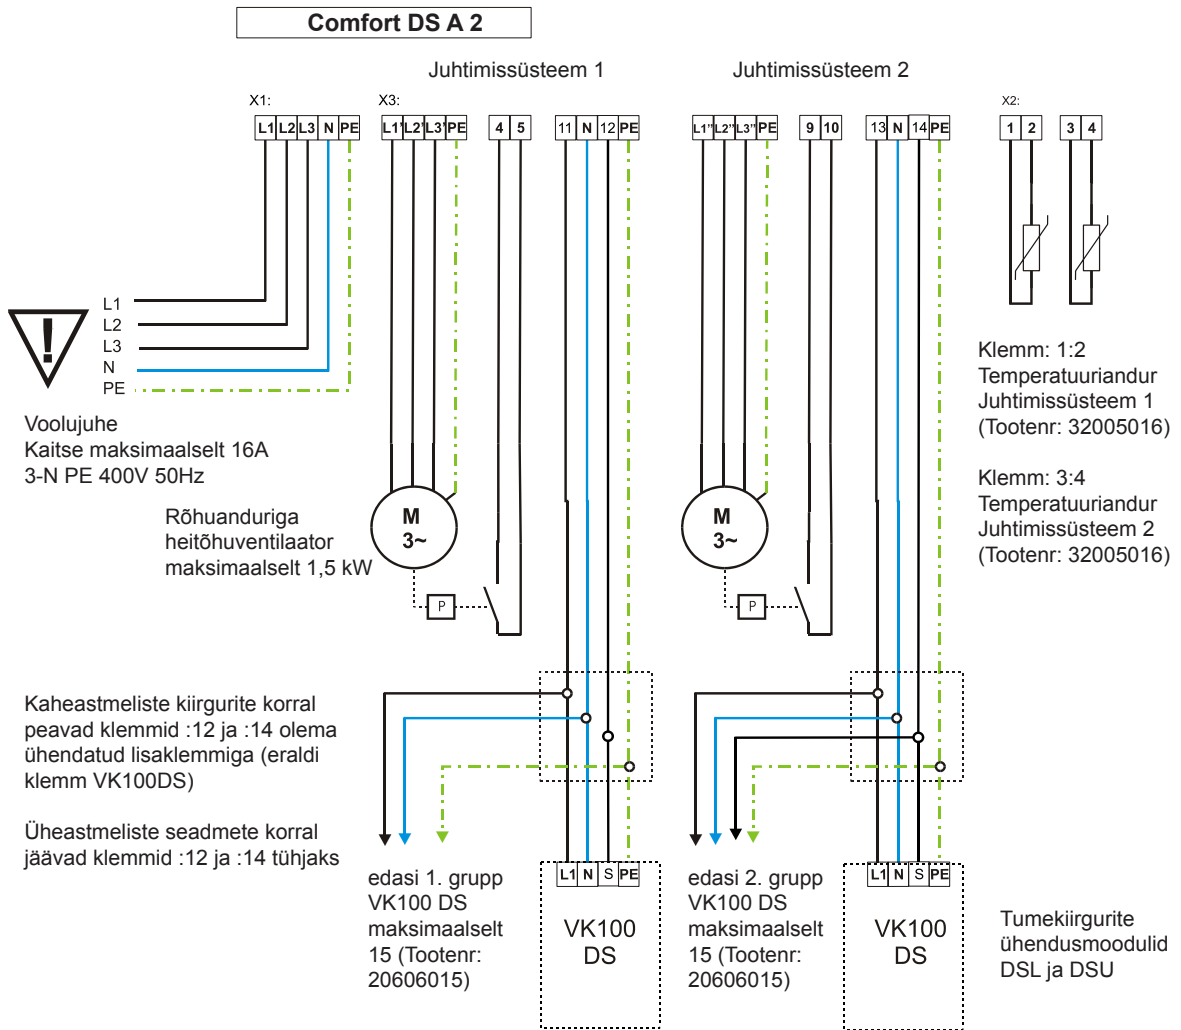 Comfort DS A 2
Juhtimissüsteem 1
Juhtimissüsteem 2
X1:
X3:
X2:
L1 L2 L3 N PE
L1' L2' L3' PE
4 5
11 N 12 PE
L1'' L2'' L3'' PE
9 10
13 N 14 PE
1 2
3 4
L1
L2
L3
N
PE
!
Voolujuhe
Kaitse maksimaalselt 16A
3-N PE 400V 50Hz
Klemm: 1:2
Temperatuuriandur
Juhtimissüsteem 1
(Tootenr: 32005016)
Klemm: 3:4
Temperatuuriandur
Juhtimissüsteem 2
(Tootenr: 32005016)
Rõhuanduriga
heitõhuventilaator
maksimaalselt 1,5 kW
M
3~
P
M
3~
P
Kaheastmeliste kiirgurite korral
peavad klemmid :12 ja :14 olema
ühendatud lisaklemmiga (eraldi
klemm VK100DS)
Üheastmeliste seadmete korral
jäävad klemmid :12 ja :14 tühjaks
edasi 1. grupp
VK100 DS
maksimaalselt
15 (Tootenr:
20606015)
L1 N S PE
VK100
DS
edasi 2. grupp
VK100 DS
maksimaalselt
15 (Tootenr:
20606015)
L1 N S PE
VK100
DS
Tumekiirgurite
ühendusmoodulid
DSL ja DSU